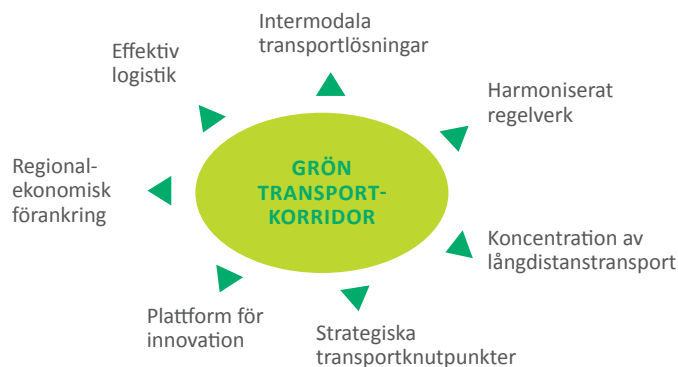 Intermodala
transportlösningar
Effektiv
logistik
Harmoniserat
regelverk
GRÖN
TRANSPORT-
KORRIDOR
Regional-
ekonomisk
förankring
Koncentration av
långdistanstransport
Plattform för
innovation
Strategiska
transportknutpunkter